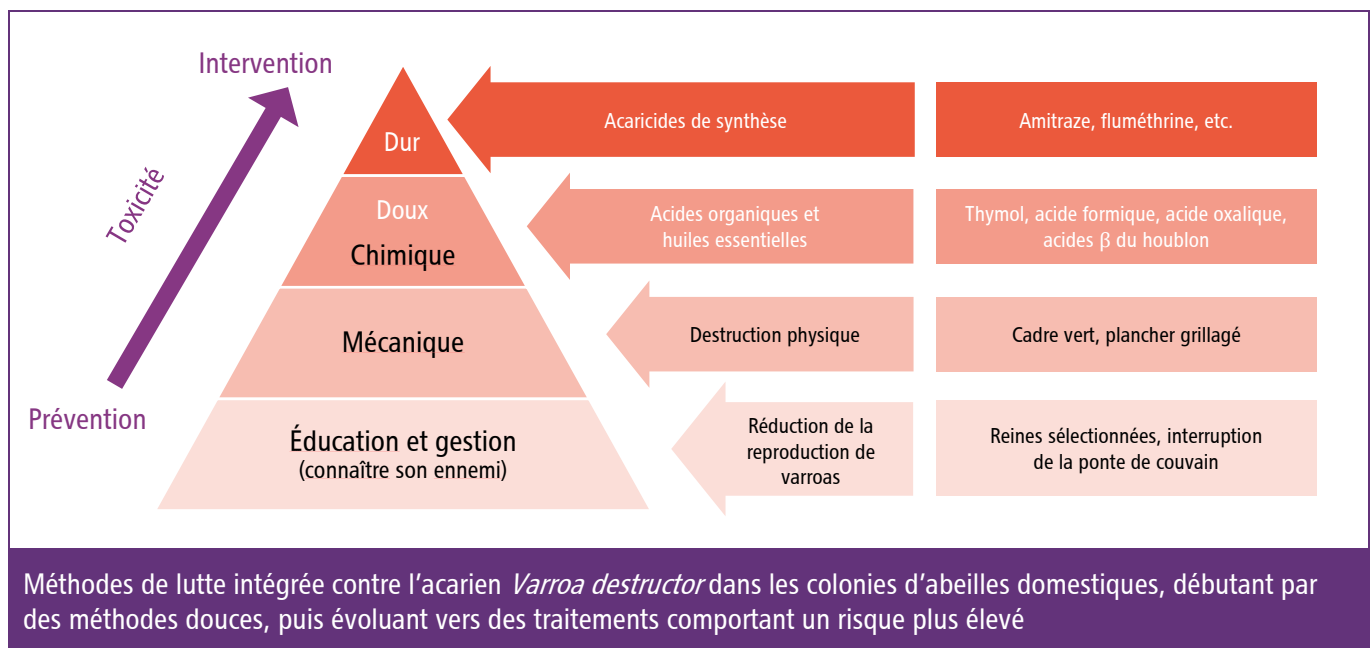 Intervention
Toxicité
Prévention
Dur
Acaricides de synthèse
Amitraze, fluméthrine, etc.
Doux
Chimique
Acides organiques et
huiles essentielles
Thymol, acide formique, acide oxalique,
acides β du houblon
Mécanique
Destruction physique
Cadre vert, plancher grillagé
Éducation et gestion
(connaître son ennemi)
Réduction de la
reproduction de
varroas
Reines sélectionnées, interruption
de la ponte de couvain
Méthodes de lutte intégrée contre l’acarien Varroa destructor dans les colonies d’abeilles domestiques, débutant par
des méthodes douces, puis évoluant vers des traitements comportant un risque plus élevé